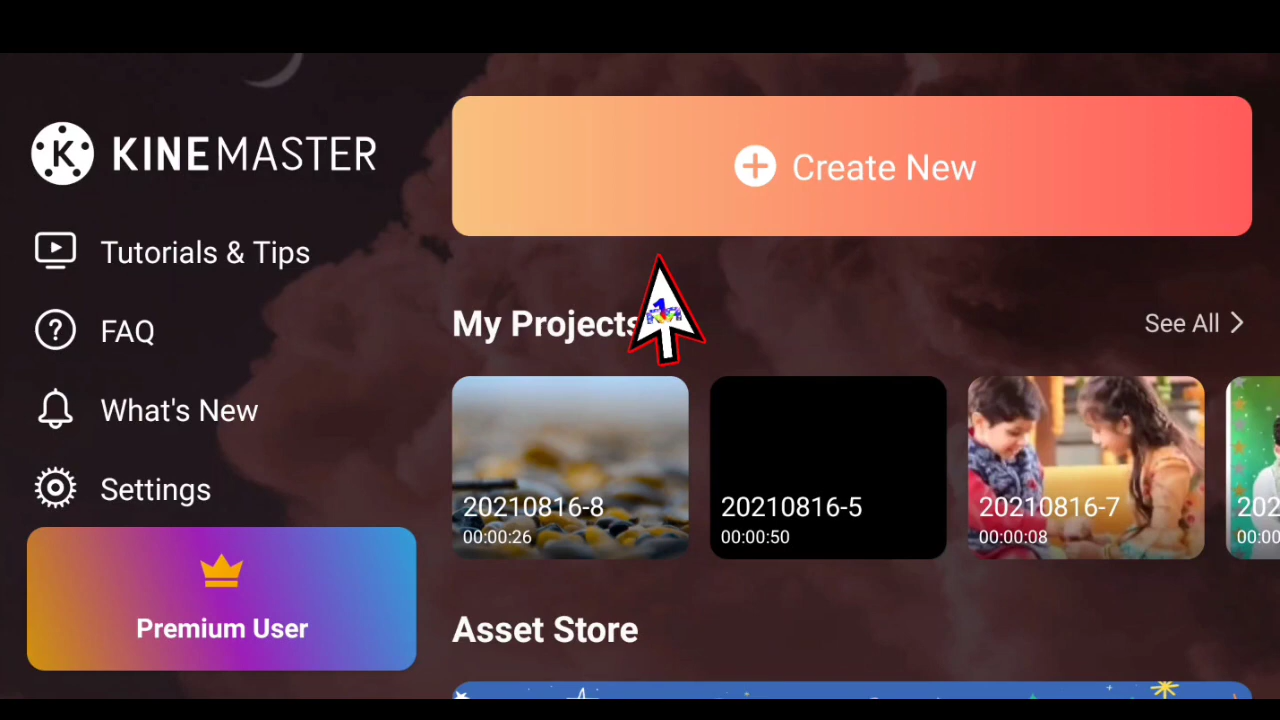 KINEMASTER
Tutorials & Tips
FAQ
What's New
Settings
Premium User
Create New
My Projects
See All
20210816-8
00:00:26
20210816-5
00:00:50
20210816-7
00:00:08
Asset Store